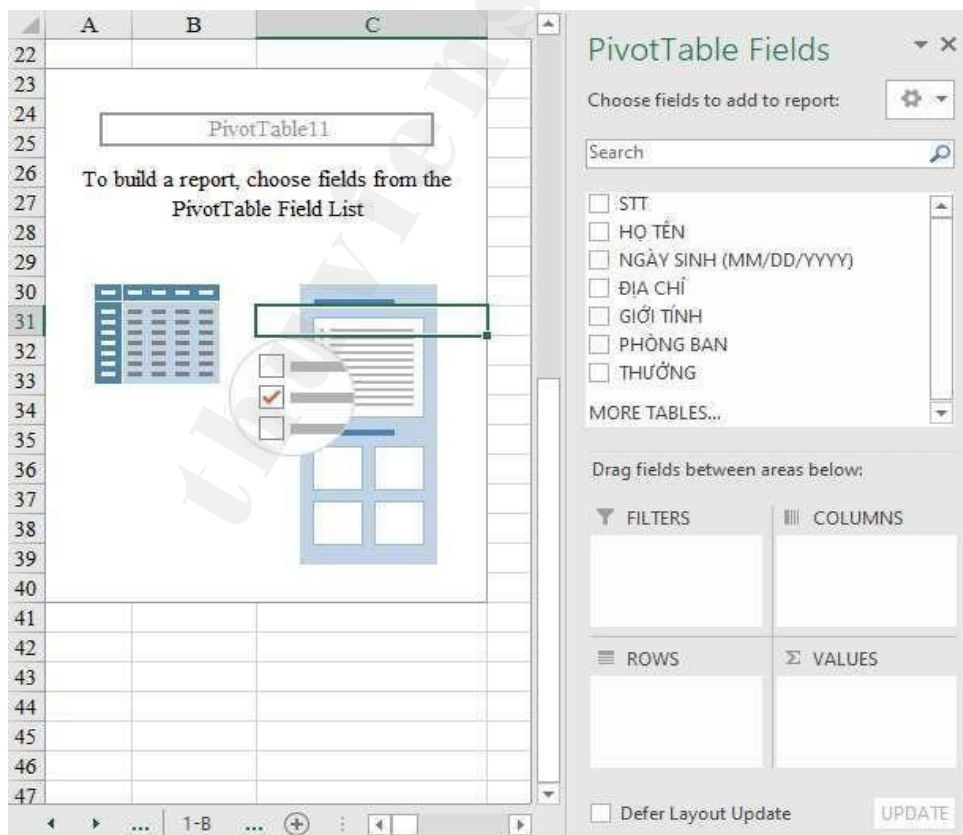 A B C
22
23
24
25
26
27
28
29
30
31
32
33
34
35
36
37
38
39
40
41
42
43
44
45
46
47
PivotTable11
To build a report, choose fields from the
PivotTable Field List
... 1-B ...
PivotTable Fields
Choose fields to add to report:
Search
STT
HỌ TÊN
NGÀY SINH (MM/DD/YYYY)
ĐỊA CHỈ
GIỚI TÍNH
PHÒNG BAN
THƯỞNG
MORE TABLES...
Drag fields between areas below:
FILTERS
COLUMNS
ROWS
Σ VALUES
Defer Layout Update
UPDATE